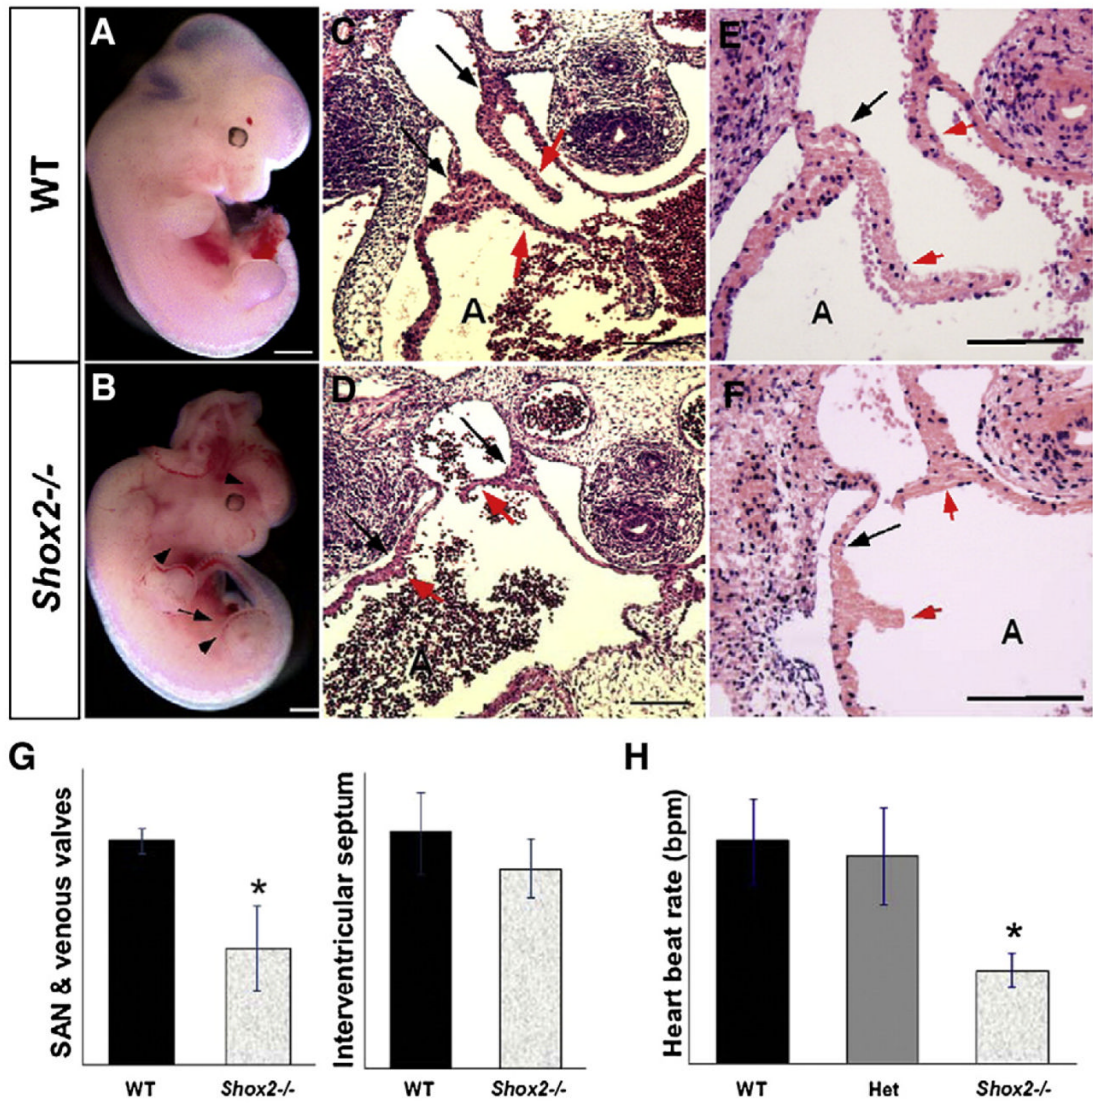 WT
A
C
A
E
A
Shox2-/-
B
D
A
F
A
G
SAN & venous valves
WT
Shox2-/-
*
Interventricular septum
WT
Shox2-/-
H
Heart beat rate (bpm)
WT
Het
Shox2-/-
*